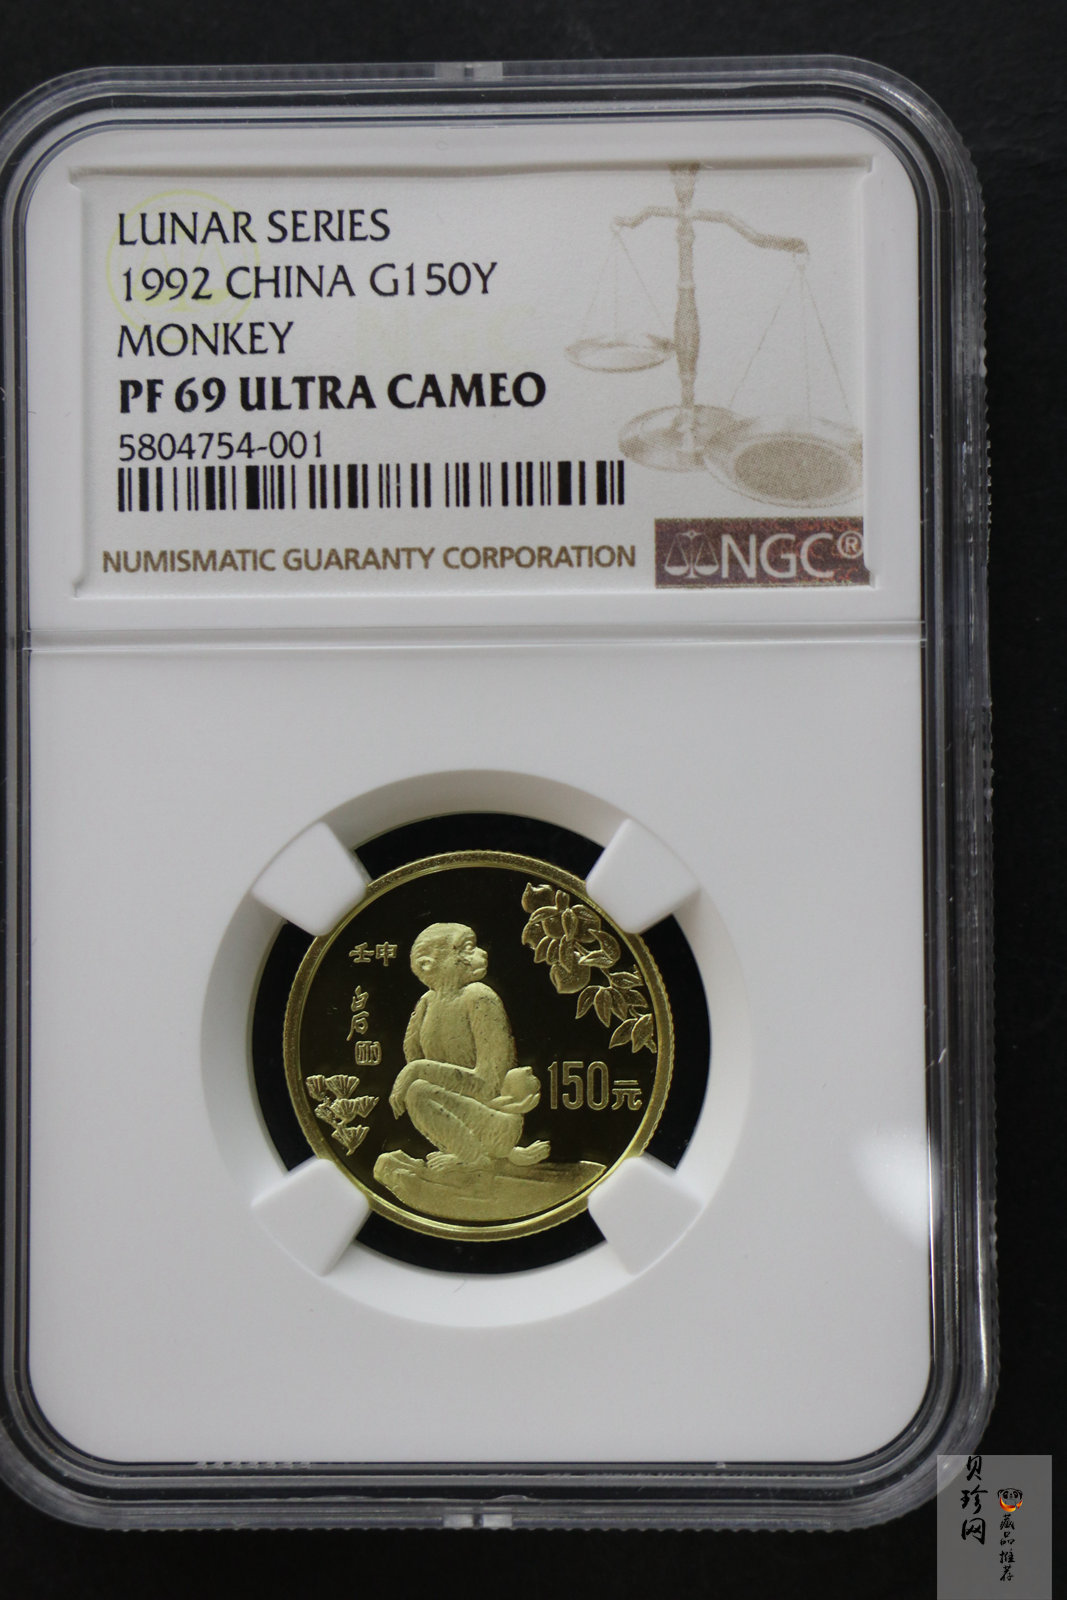 LUNAR SERIES
1992 CHINA G150Y
MONKEY
PF 69 ULTRA CAMEO
5804754-001
NUMISMATIC GUARANTY CORPORATION
NGC®
壬申
150元
贝珍网
藏品推荐